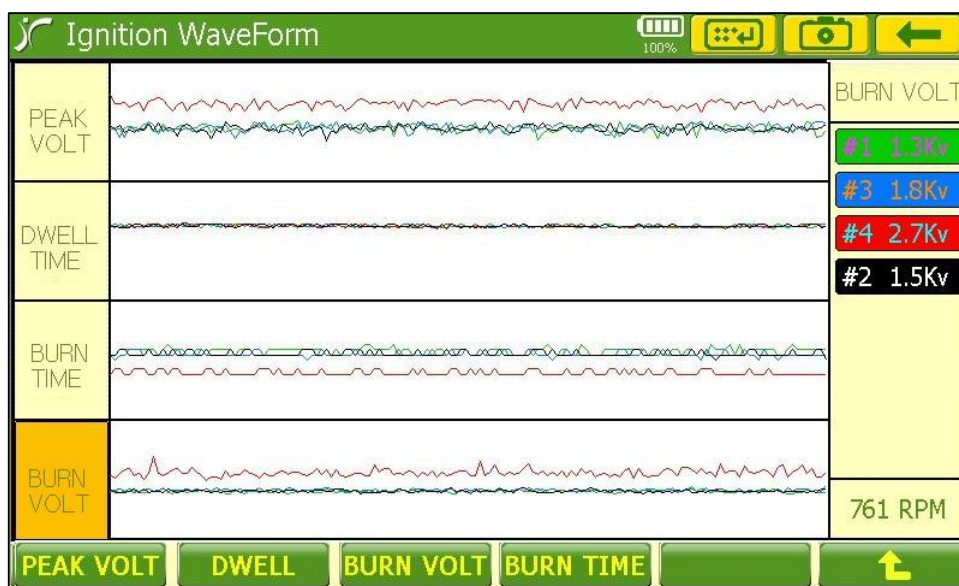 Ignition WaveForm
100%
PEAK VOLT
DWELL TIME
BURN TIME
BURN VOLT
BURN VOLT
#1 1.3Kv
#3 1.8Kv
#4 2.7Kv
#2 1.5Kv
761 RPM
PEAK VOLT DWELL BURN VOLT BURN TIME